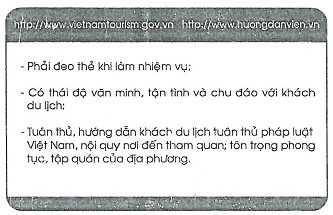 http://www.vietnamtourism.gov.vn http://www.huongdanvien.vn
- Phải đeo thẻ khi làm nhiệm vụ;
- Có thái độ văn minh, tận tình và chu đáo với khách
du lịch;
- Tuân thủ, hướng dẫn khách du lịch tuân thủ pháp luật
Việt Nam, nội quy nơi đến tham quan; tôn trọng phong
tục, tập quán của địa phương.